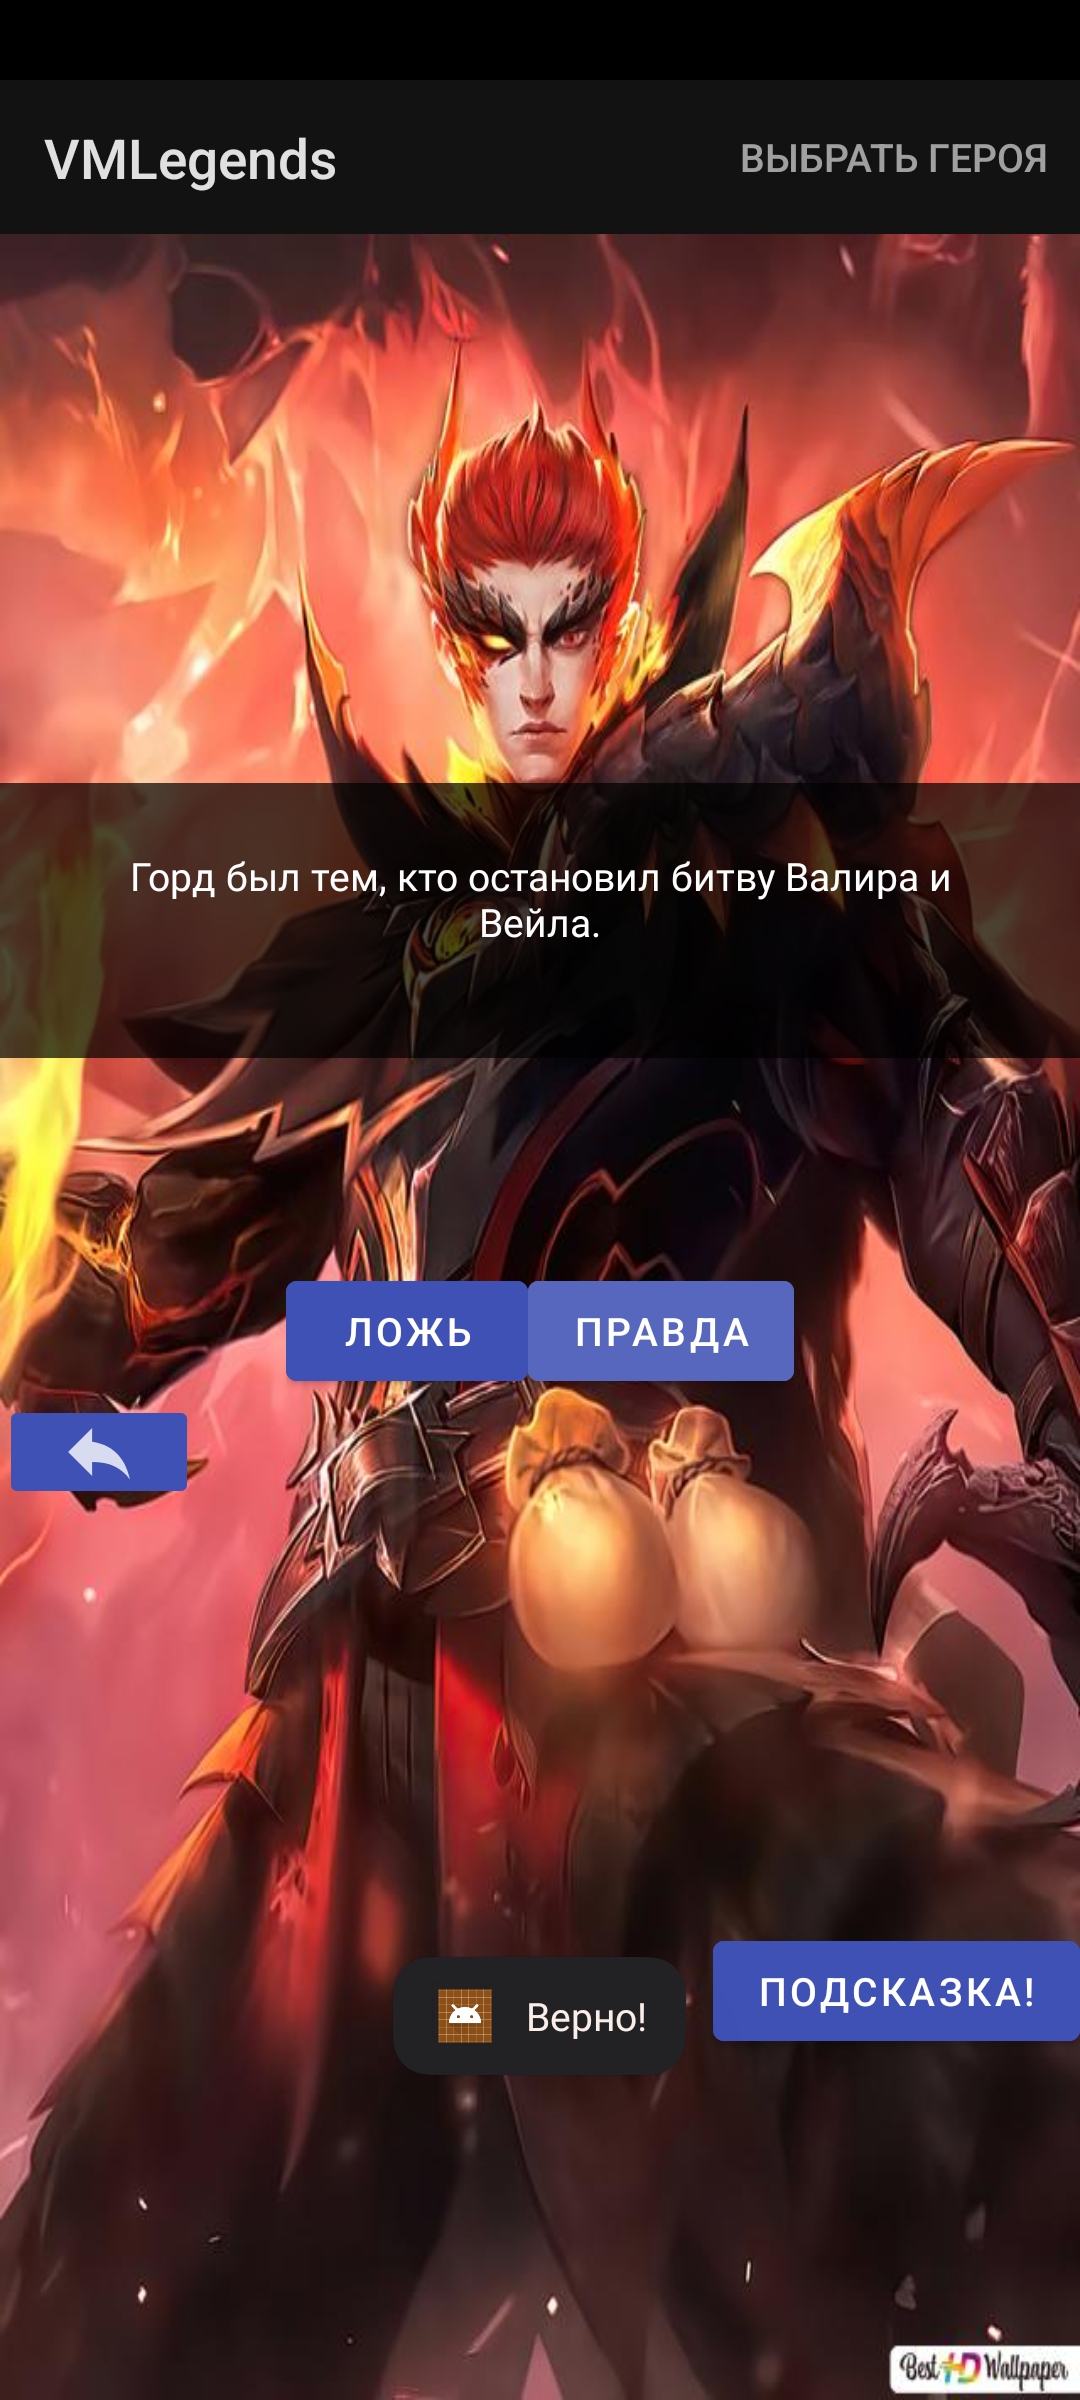 VMLegends
ВЫБРАТЬ ГЕРОЯ
Горд был тем, кто остановил битву Валира и
Вейла.
ЛОЖЬ
ПРАВДА
ПОДСКАЗКА!
Верно!
Best HD Wallpaper